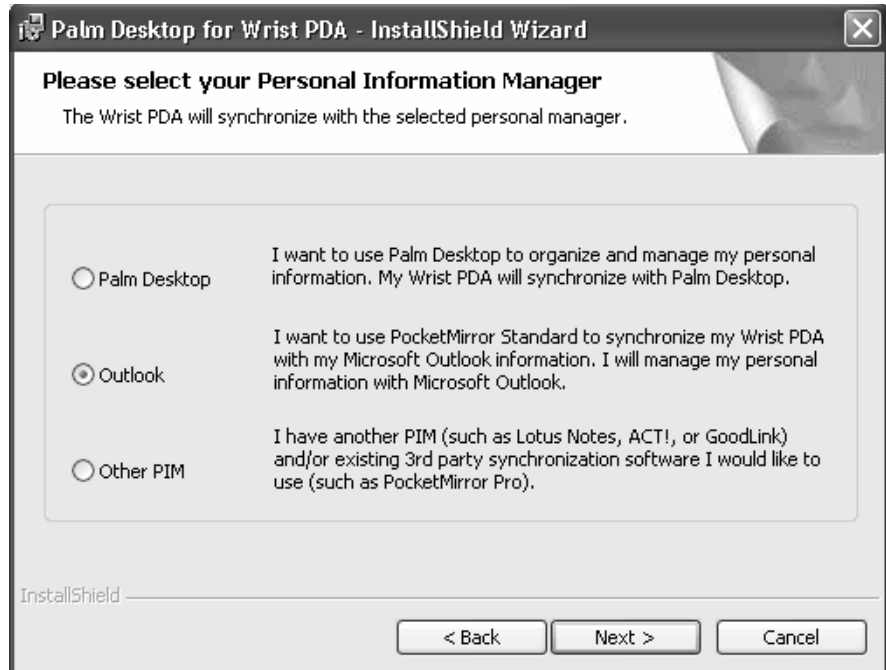 Palm Desktop for Wrist PDA - InstallShield Wizard
Please select your Personal Information Manager
The Wrist PDA will synchronize with the selected personal manager.
Palm Desktop
I want to use Palm Desktop to organize and manage my personal
information. My Wrist PDA will synchronize with Palm Desktop.
Outlook
I want to use PocketMirror Standard to synchronize my Wrist PDA
with my Microsoft Outlook information. I will manage my personal
information with Microsoft Outlook.
Other PIM
I have another PIM (such as Lotus Notes, ACT!, or GoodLink)
and/or existing 3rd party synchronization software I would like to
use (such as PocketMirror Pro).
InstallShield
< Back
Next >
Cancel